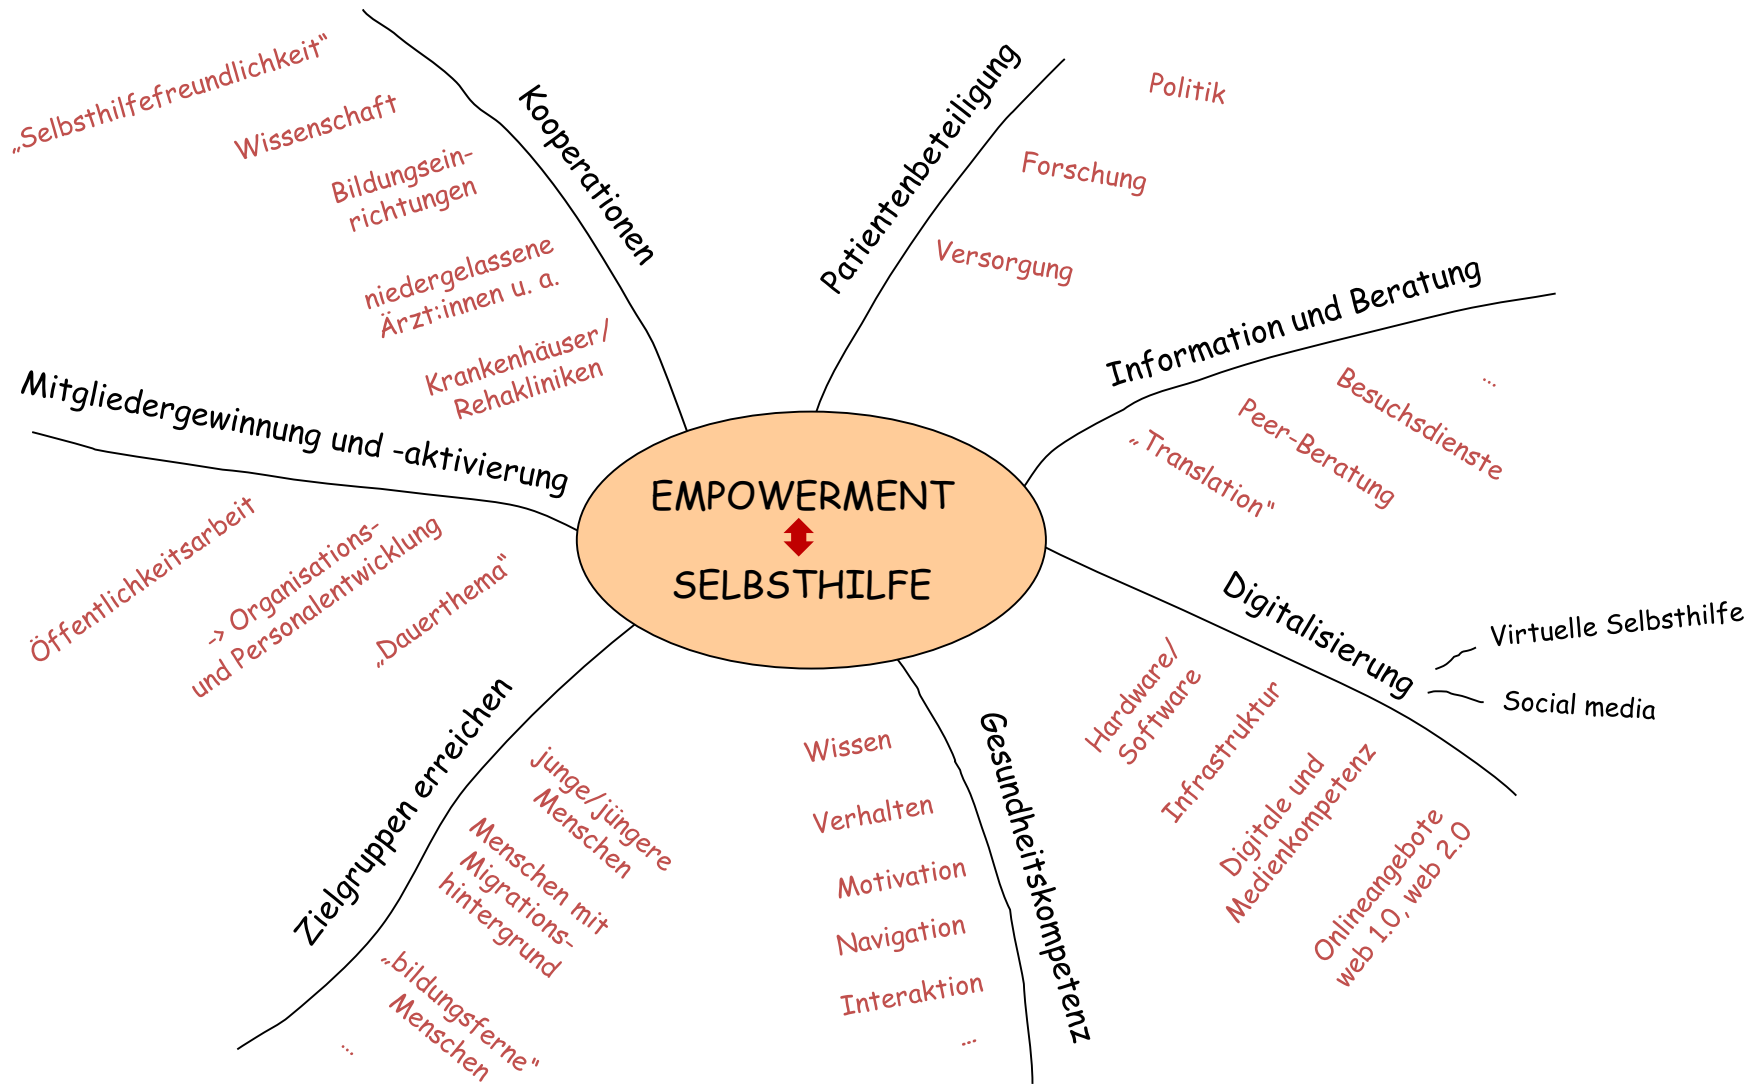 EMPOWERMENT
SELBSTHILFE
Kooperationen
„Selbsthilfefreundlichkeit“
Wissenschaft
Bildungsein-
richtungen
niedergelassene
Ärzt:innen u. a.
Krankenhäuser/
Rehakliniken
Patientenbeteiligung
Politik
Forschung
Versorgung
Information und Beratung
...
Besuchsdienste
Peer-Beratung
„Translation“
Digitalisierung
Virtuelle Selbsthilfe
Social media
Hardware/
Software
Infrastruktur
Digitale und
Medienkompetenz
Onlineangebote
web 1.0, web 2.0
Gesundheitskompetenz
Wissen
Verhalten
Motivation
Navigation
Interaktion
...
Zielgruppen erreichen
junge/jüngere
Menschen
Menschen mit
Migrations-
hintergrund
„bildungsferne“
Menschen
...
Mitgliedergewinnung und -aktivierung
Öffentlichkeitsarbeit
-> Organisations-
und Personalentwicklung
„Dauerthema“